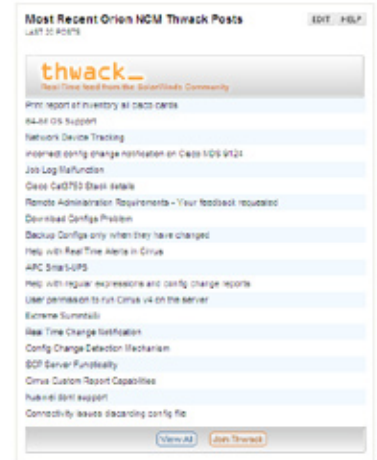 Most Recent Orion NCM Thwack Posts EDIT HELP
LAST 20 POSTS
thwack_
Real Time feed from the SolarWinds Community
Print report of inventory all cisco cards
64-bit OS Support
Network Device Tracking
Incorrect config change notification on Cisco MDS 9124
Job Log Malfunction
Cisco Cat3750 Stack details
Remote Administration Requirements - Your feedback requested
Download Configs Problem
Backup Configs only when they have changed
Help with Real Time Alerts in Cirrus
APC Smart-UPS
Help with regular expressions and config change reports
User permission to run Cirrus v4 on the server
Extreme
Real Time Change Notification
Config Change Detection Mechanism
SCP Server Functionality
Cirrus Custom Report Capabilities
huawei dont support
Connectivity issues discarding config file
View All Join Thwack